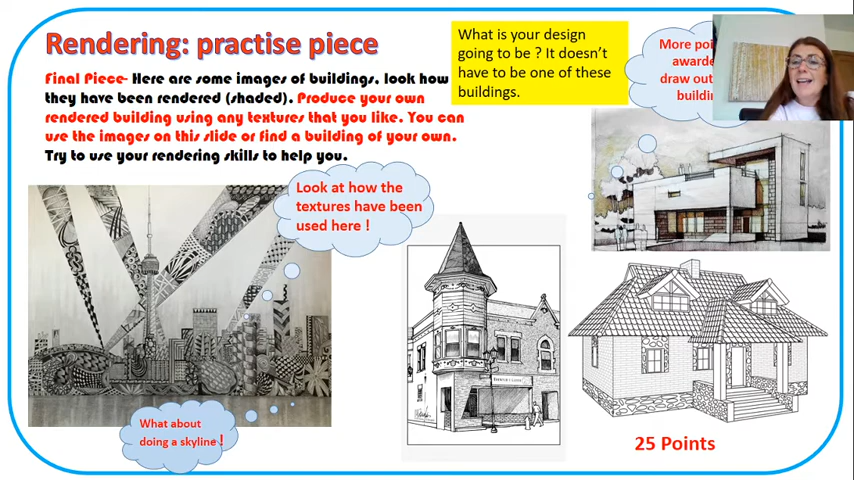 Rendering: practise piece
Final Piece- Here are some images of buildings, look how
they have been rendered (shaded). Produce your own
rendered building using any textures that you like. You can
use the images on this slide or find a building of your own.
Try to use your rendering skills to help you.
What is your design
going to be ? It doesn't
have to be one of these
buildings.
More
draw out
Look at how the
textures have been
used here !
What about
doing a skyline!
25 Points